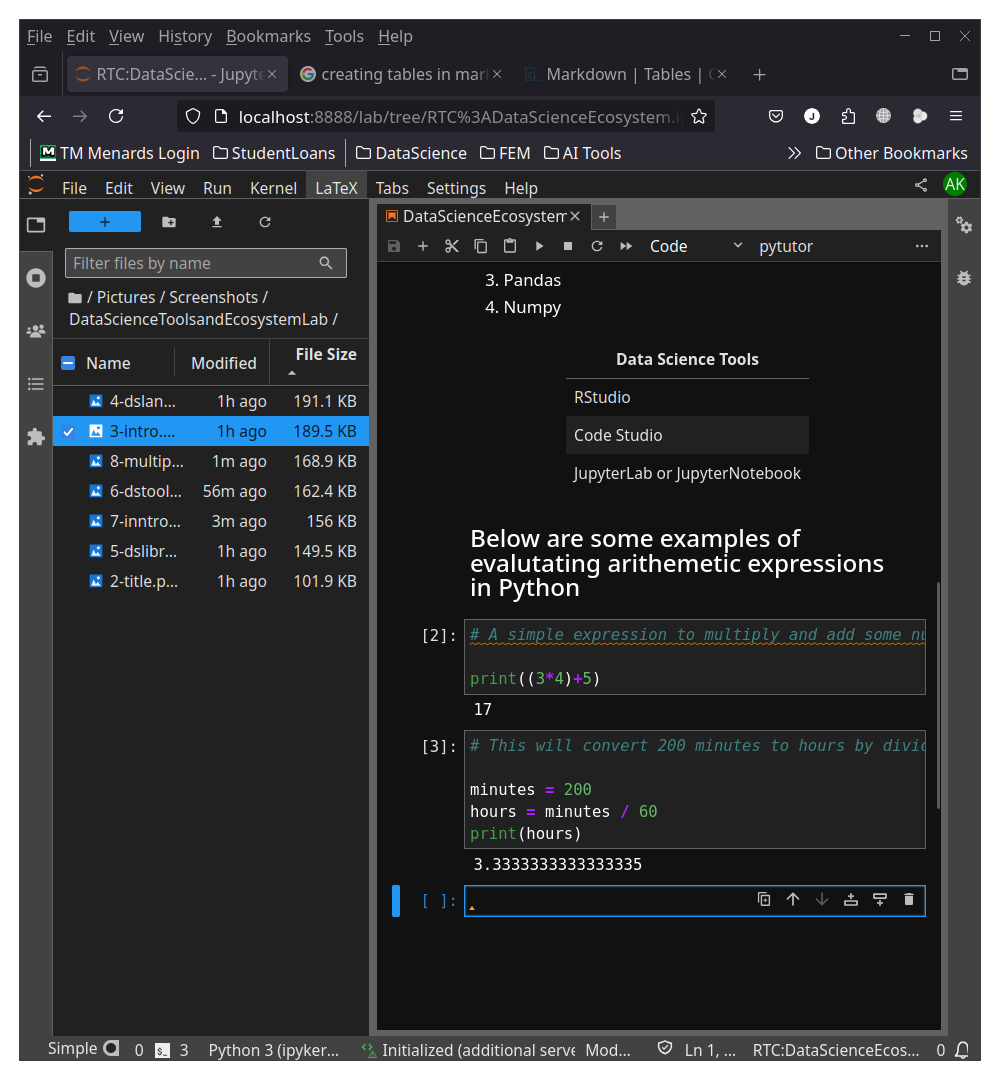 File Edit View History Bookmarks Tools Help
RTC:DataScie... - Jupyte
creating tables in mar
Markdown | Tables |
localhost:8888/lab/tree/RTC%3ADataScienceEcosystem.i
TM Menards Login StudentLoans DataScience FEM AI Tools Other Bookmarks
File Edit View Run Kernel LaTeX Tabs Settings Help AK
DataScienceEcosystem
Code pytutor
Filter files by name
/ Pictures / Screenshots /
DataScienceToolsandEcosystemLab /
Name Modified File Size
4-dslan... 1h ago 191.1 KB
3-intro.... 1h ago 189.5 KB
8-multip... 1m ago 168.9 KB
6-dstool... 56m ago 162.4 KB
7-inntro... 3m ago 156 KB
5-dslibr... 1h ago 149.5 KB
2-title.p... 1h ago 101.9 KB
3. Pandas
4. Numpy
Data Science Tools
RStudio
Code Studio
JupyterLab or JupyterNotebook
Below are some examples of
evalutating arithemetic expressions
in Python
[2]: # A simple expression to multiply and add some nu
print((3*4)+5)
17
[3]: # This will convert 200 minutes to hours by divid
minutes = 200
hours = minutes / 60
print(hours)
3.3333333333333335
[ ]:
Simple 0 3 Python 3 (ipyker... Initialized (additional serve Mod... Ln 1, ... RTC:DataScienceEcos... 0